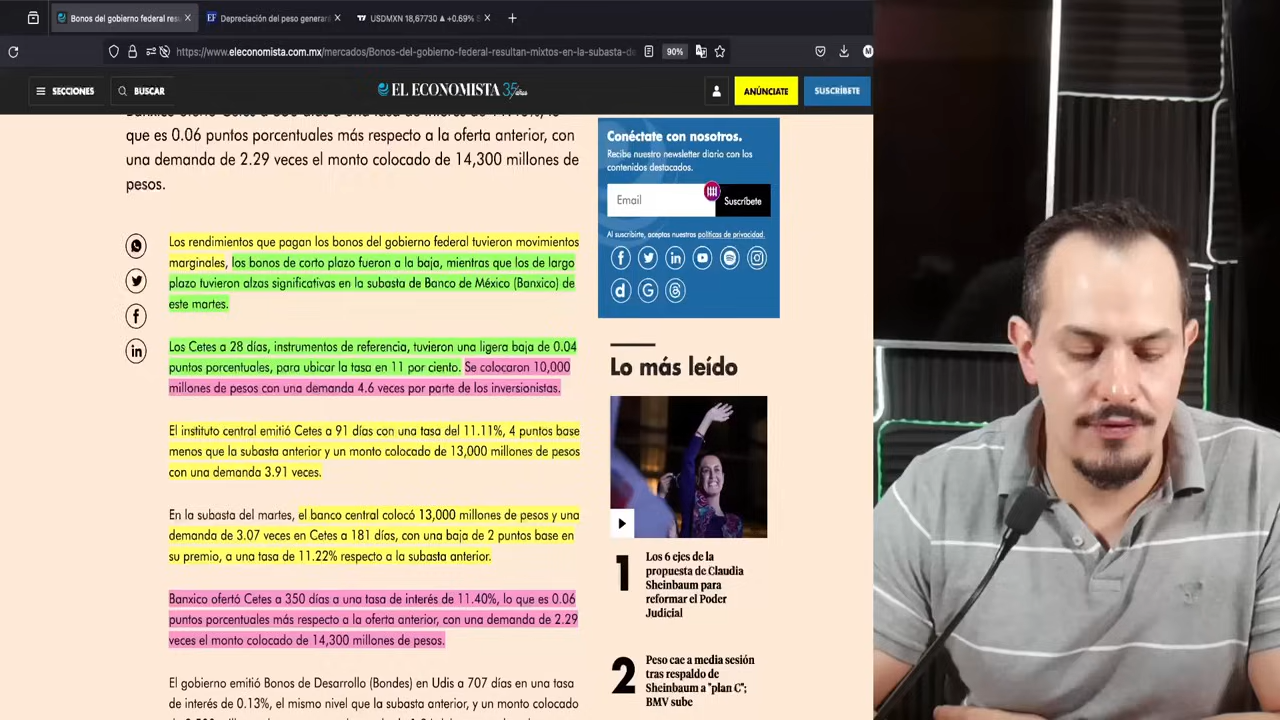 Bonos del gobierno federal res
Depreciación del peso generar
USDMXN 18,67730 ▲ +0.69%
https://www.eleconomista.com.mx/mercados/Bonos-del-gobierno-federal-resultan-mixtos-en-la-subasta-de
90%
SECCIONES
BUSCAR
EL ECONOMISTA 35 años
ANÚNCIATE
SUSCRÍBETE
que es 0.06 puntos porcentuales más respecto a la oferta anterior, con
una demanda de 2.29 veces el monto colocado de 14,300 millones de
pesos.
Los rendimientos que pagan los bonos del gobierno federal tuvieron movimientos
marginales, los bonos de corto plazo fueron a la baja, mientras que los de largo
plazo tuvieron alzas significativas en la subasta de Banco de México (Banxico) de
este martes.
Los Cetes a 28 días, instrumentos de referencia, tuvieron una ligera baja de 0.04
puntos porcentuales, para ubicar la tasa en 11 por ciento. Se colocaron 10,000
millones de pesos con una demanda 4.6 veces por parte de los inversionistas.
El instituto central emitió Cetes a 91 días con una tasa del 11.11%, 4 puntos base
menos que la subasta anterior y un monto colocado de 13,000 millones de pesos
con una demanda 3.91 veces.
En la subasta del martes, el banco central colocó 13,000 millones de pesos y una
demanda de 3.07 veces en Cetes a 181 días, con una baja de 2 puntos base en
su premio, a una tasa de 11.22% respecto a la subasta anterior.
Banxico ofertó Cetes a 350 días a una tasa de interés de 11.40%, lo que es 0.06
puntos porcentuales más respecto a la oferta anterior, con una demanda de 2.29
veces el monto colocado de 14,300 millones de pesos.
El gobierno emitió Bonos de Desarrollo (Bondes) en Udis a 707 días en una tasa
de interés de 0.13%, el mismo nivel que la subasta anterior, y un monto colocado
Conéctate con nosotros.
Recibe nuestro newsletter diario con los
contenidos destacados.
Email
Suscríbete
Al suscribirte, aceptas nuestras políticas de privacidad.
Lo más leído
1
Los 6 ejes de la
propuesta de Claudia
Sheinbaum para
reformar el Poder
Judicial
2
Peso cae a media sesión
tras respaldo de
Sheinbaum a "plan C";
BMV sube